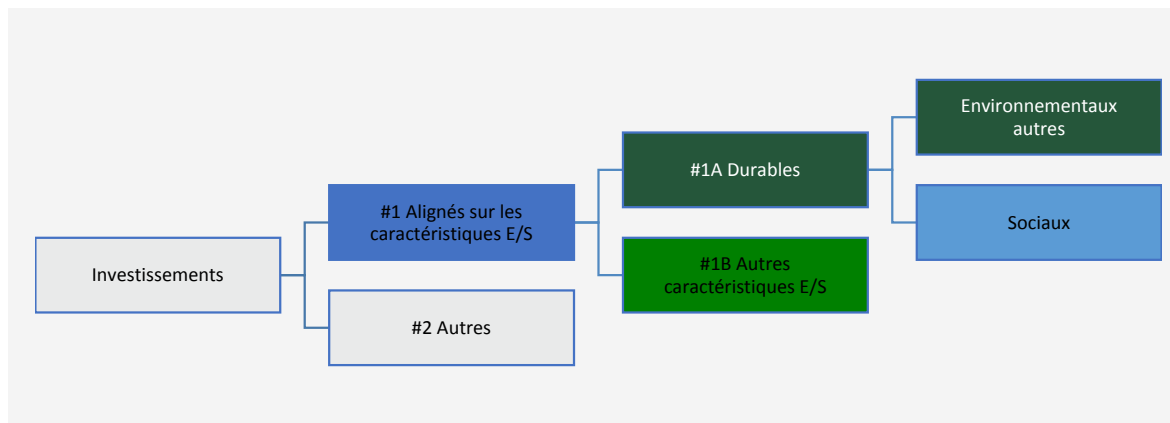 Investissements
#1 Alignés sur les
caractéristiques E/S
#2 Autres
#1A Durables
#1B Autres
caractéristiques E/S
Environnementaux
autres
Sociaux